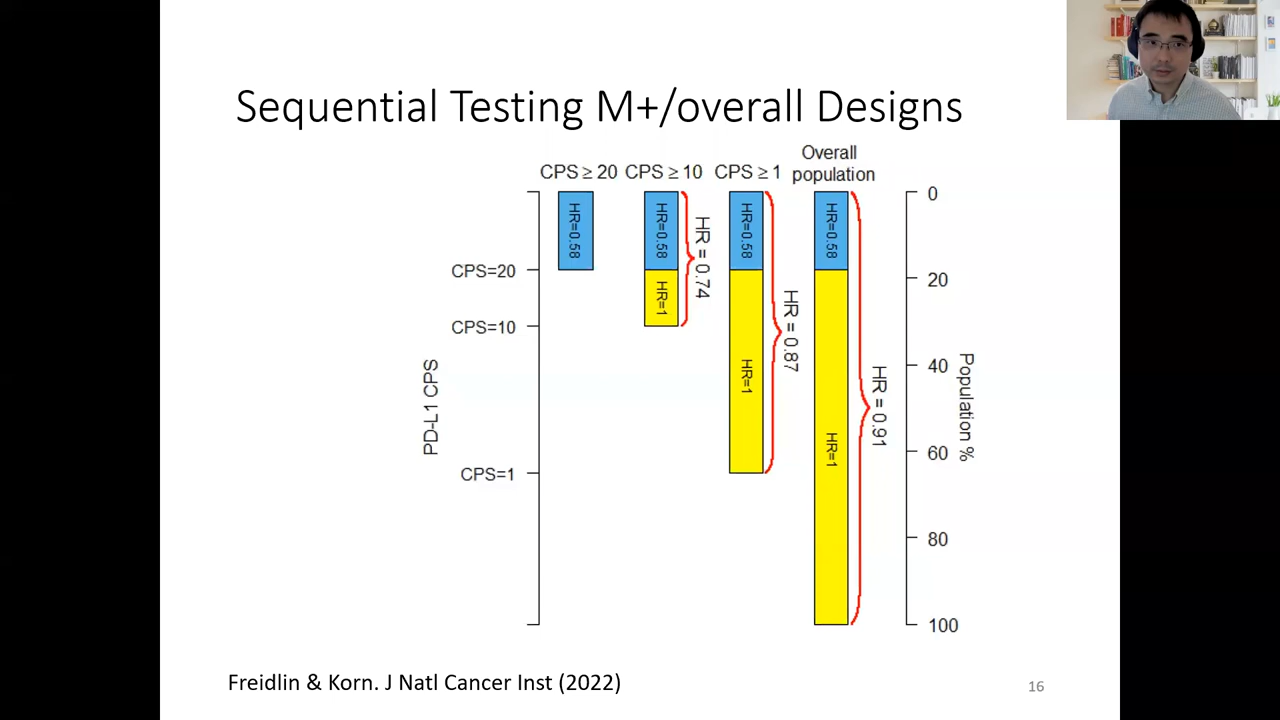 Sequential Testing M+/overall Designs
CPS ≥ 20
CPS ≥ 10
CPS ≥ 1
Overall
population
HR=0.58
HR=0.58
HR=0.58
HR=0.58
HR=1
HR=1
HR=1
HR = 0.74
HR = 0.87
HR = 0.91
CPS=20
CPS=10
CPS=1
PD-L1 CPS
0
20
40
60
80
100
Population %
Freidlin & Korn. J Natl Cancer Inst (2022)
16